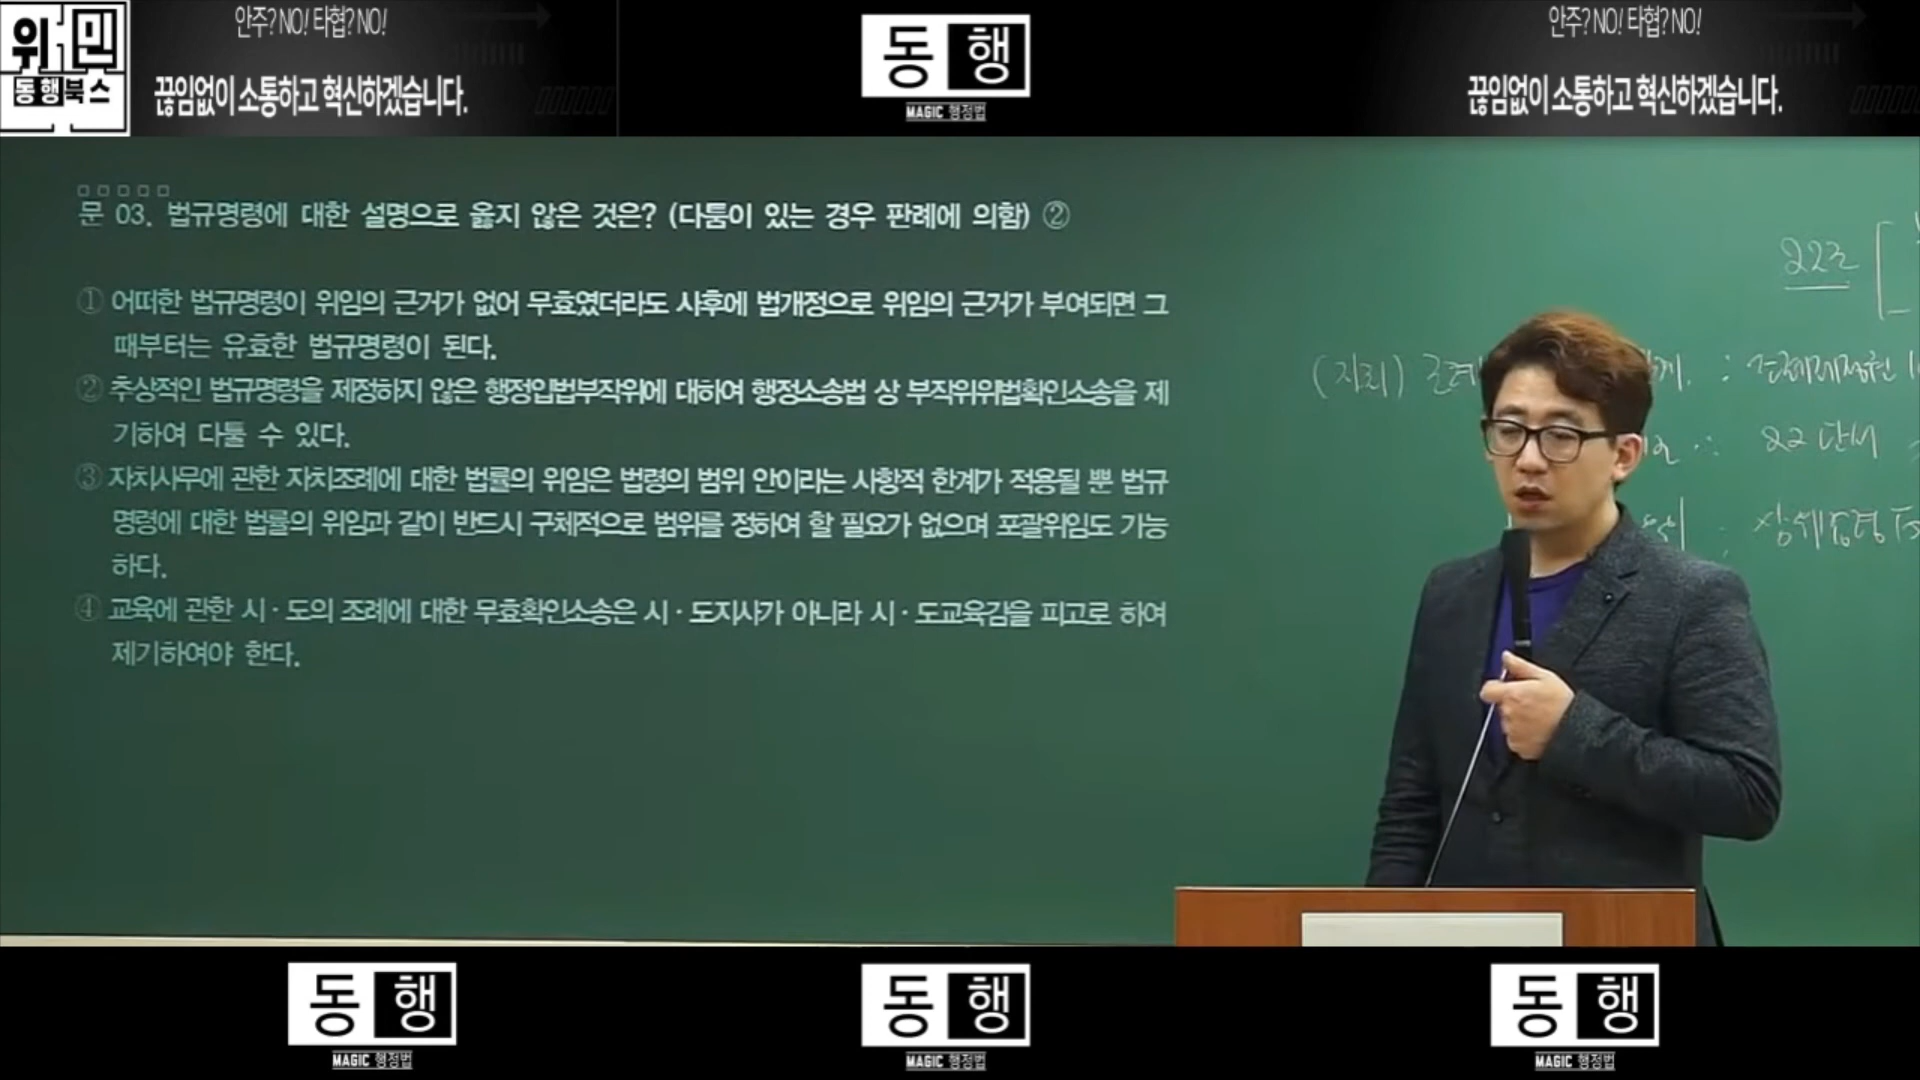 위민
동행북스
안주? NO! 타협? NO!
끊임없이 소통하고 혁신하겠습니다.
동행
MAGIC 행정법
안주? NO! 타협? NO!
끊임없이 소통하고 혁신하겠습니다.
문 03. 법규명령에 대한 설명으로 옳지 않은 것은? (다툼이 있는 경우 판례에 의함) ②
① 어떠한 법규명령이 위임의 근거가 없어 무효였더라도 사후에 법개정으로 위임의 근거가 부여되면 그
때부터는 유효한 법규명령이 된다.
② 추상적인 법규명령을 제정하지 않은 행정입법부작위에 대하여 행정소송법 상 부작위위법확인소송을 제
기하여 다툴 수 있다.
③ 자치사무에 관한 자치조례에 대한 법률의 위임은 법령의 범위 안이라는 사항적 한계가 적용될 뿐 법규
명령에 대한 법률의 위임과 같이 반드시 구체적으로 범위를 정하여 할 필요가 없으며 포괄위임도 가능
하다.
④ 교육에 관한 시·도의 조례에 대한 무효확인소송은 시·도지사가 아니라 시·도교육감을 피고로 하여
제기하여야 한다.
22조
: 조례제정권
22 단서
동행
MAGIC 행정법
동행
MAGIC 행정법
동행
MAGIC 행정법